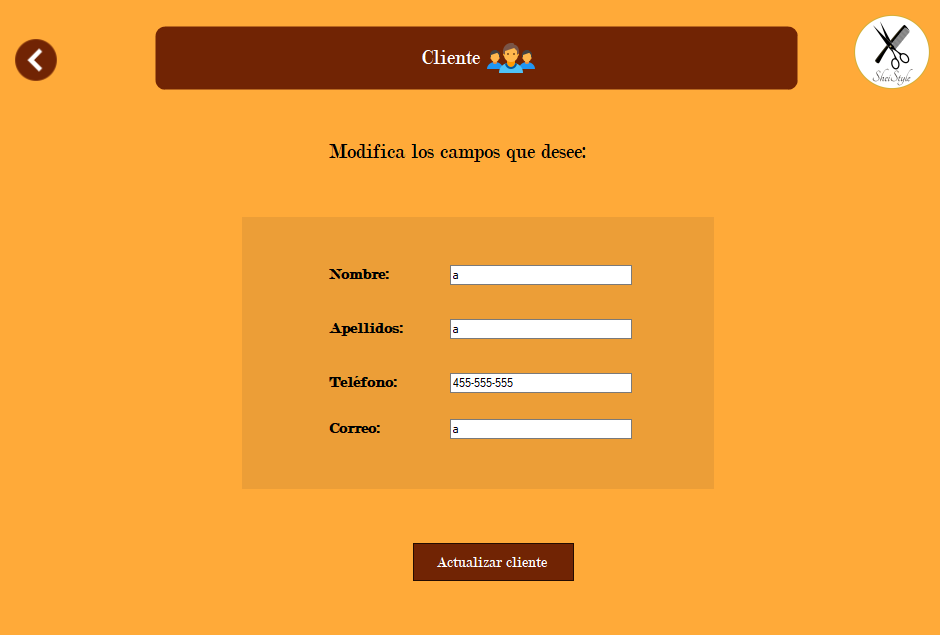 Cliente
SheiStyle
Modifica los campos que desee:
Nombre: a
Apellidos: a
Teléfono: 455-555-555
Correo: a
Actualizar cliente